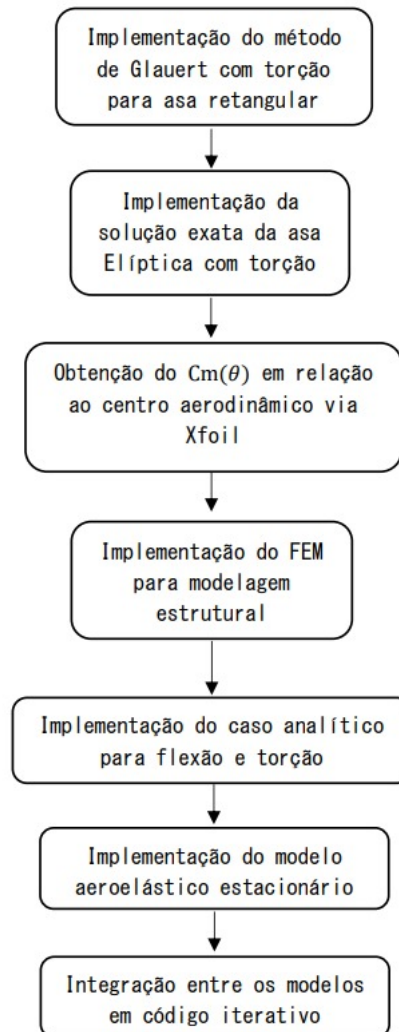 Implementação do método
de Glauert com torção
para asa retangular
Implementação da
solução exata da asa
Elíptica com torção
Obtenção do Cm(θ) em relação
ao centro aerodinâmico via
Xfoil
Implementação do FEM
para modelagem
estrutural
Implementação do caso analítico
para flexão e torção
Implementação do modelo
aeroelástico estacionário
Integração entre os modelos
em código iterativo